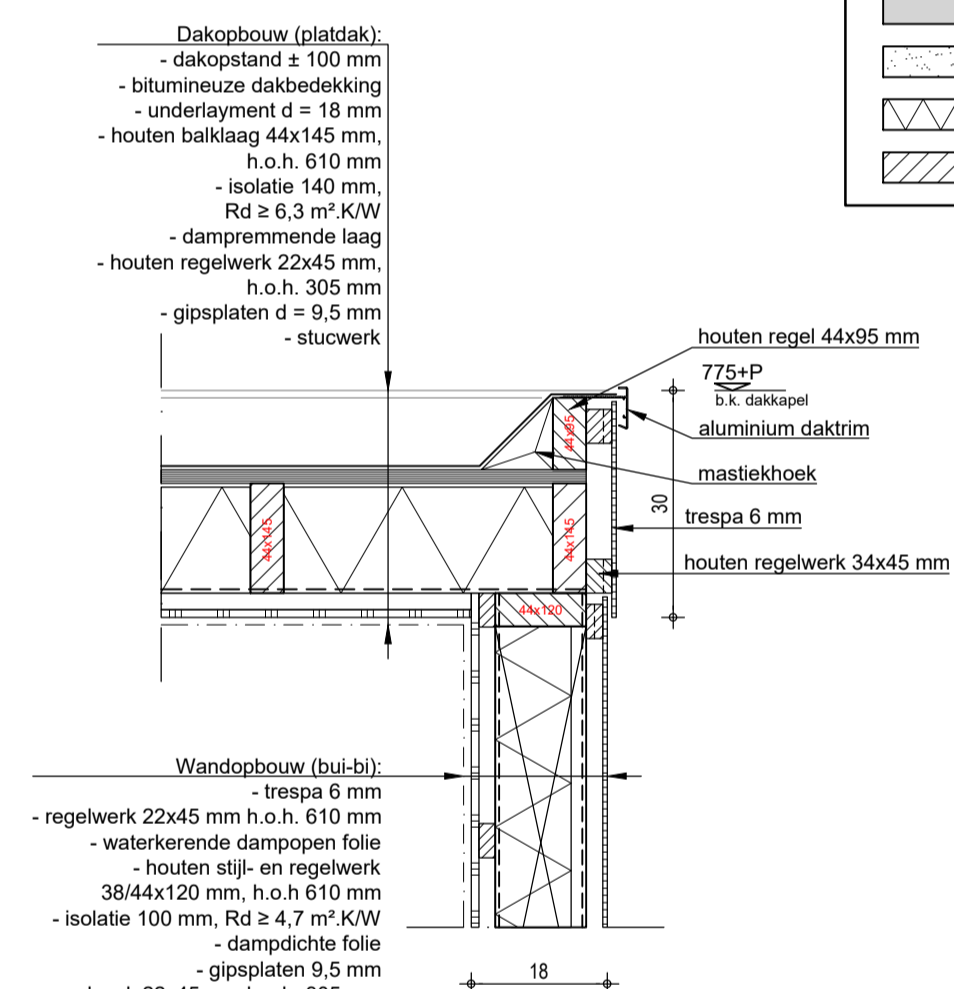 Dakopbouw (platdak):
- dakopstand ± 100 mm
- bitumineuze dakbedekking
- underlayment d = 18 mm
- houten balklaag 44x145 mm,
h.o.h. 610 mm
- isolatie 140 mm,
Rd ≥ 6,3 m².K/W
- dampremmende laag
- houten regelwerk 22x45 mm,
h.o.h. 305 mm
- gipsplaten d = 9,5 mm
- stucwerk
houten regel 44x95 mm
775+P
b.k. dakkapel
aluminium daktrim
mastiekhoek
30
trespa 6 mm
houten regelwerk 34x45 mm
44x95
44x145
44x145
44x120
Wandopbouw (bui-bi):
- trespa 6 mm
- regelwerk 22x45 mm h.o.h. 610 mm
- waterkerende dampopen folie
- houten stijl- en regelwerk
38/44x120 mm, h.o.h 610 mm
- isolatie 100 mm, Rd ≥ 4,7 m².K/W
- dampdichte folie
- gipsplaten 9,5 mm
18